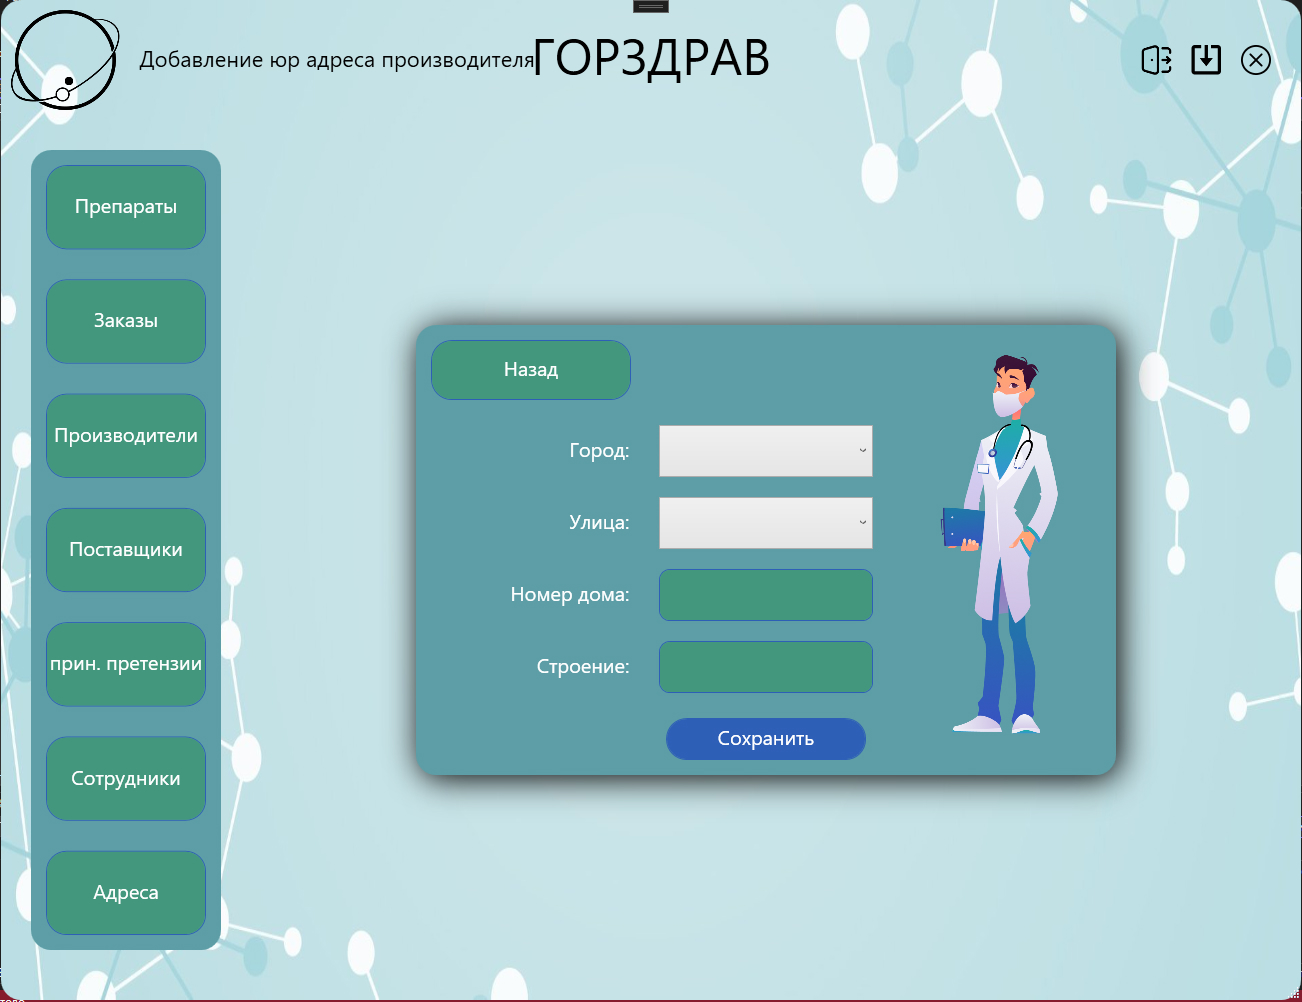 Добавление юр адреса производителя
ГОРЗДРАВ
Препараты
Заказы
Производители
Поставщики
прин. претензии
Сотрудники
Адреса
Назад
Город:
Улица:
Номер дома:
Строение:
Сохранить